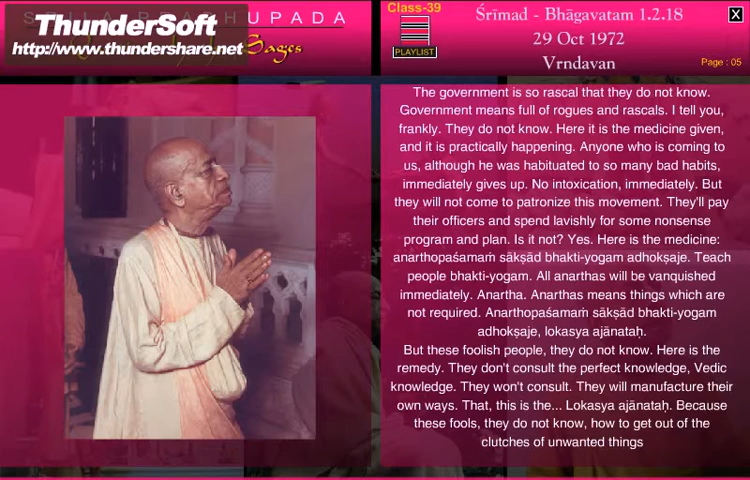 SRILA PRABHUPADA
ThunderSoft
http://www.thundershare.net
Sages
Class-39
PLAYLIST
Śrīmad - Bhāgavatam 1.2.18
29 Oct 1972
Vrndavan
X
Page : 05
The government is so rascal that they do not know.
Government means full of rogues and rascals. I tell you,
frankly. They do not know. Here it is the medicine given,
and it is practically happening. Anyone who is coming to
us, although he was habituated to so many bad habits,
immediately gives up. No intoxication, immediately. But
they will not come to patronize this movement. They'll pay
their officers and spend lavishly for some nonsense
program and plan. Is it not? Yes. Here is the medicine:
anarthopaśamaṁ sākṣād bhakti-yogam adhokṣaje. Teach
people bhakti-yogam. All anarthas will be vanquished
immediately. Anartha. Anarthas means things which are
not required. Anarthopaśamaṁ sākṣād bhakti-yogam
adhokṣaje, lokasya ajānataḥ.
But these foolish people, they do not know. Here is the
remedy. They don't consult the perfect knowledge, Vedic
knowledge. They won't consult. They will manufacture their
own ways. That, this is the... Lokasya ajānataḥ. Because
these fools, they do not know, how to get out of the
clutches of unwanted things